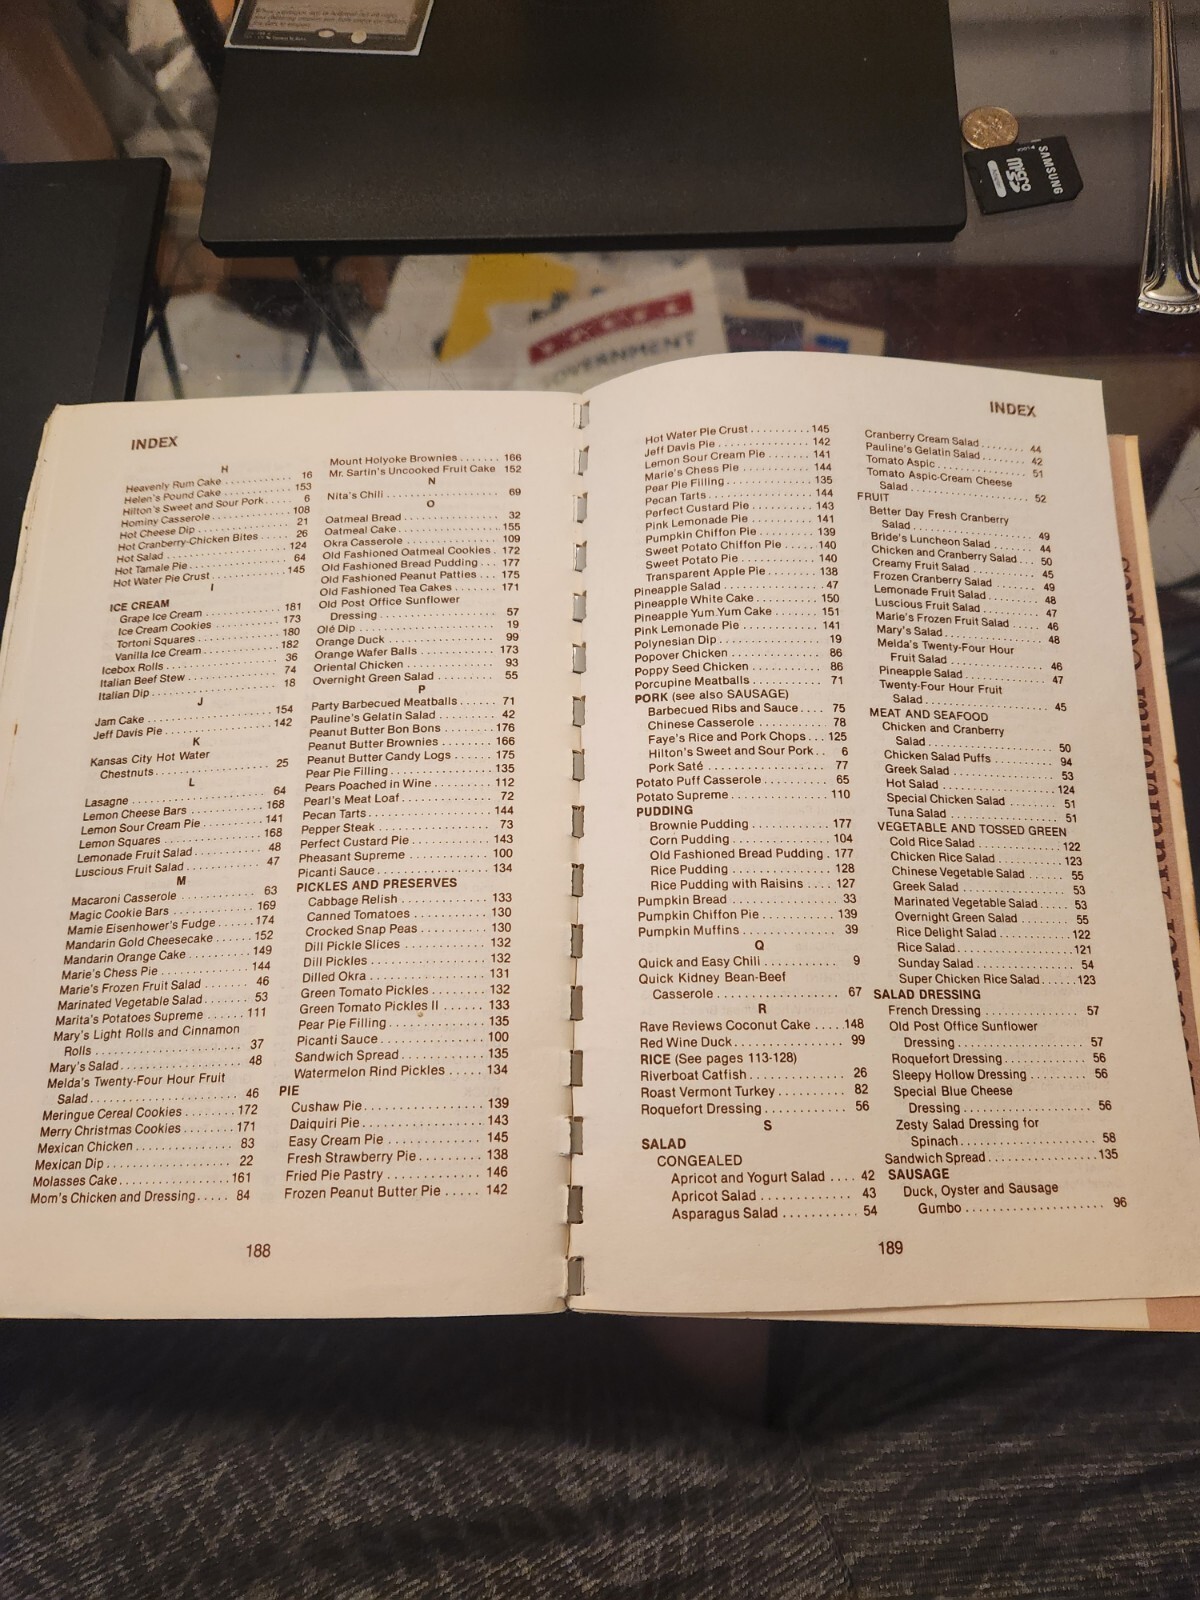 SAMSUNG
micro
SD
OVERNMENT
INDEX
H
Heavenly Rum Cake . . . . . . . . . . . 16
Helen's Pound Cake . . . . . . . . . . 153
Hilton's Sweet and Sour Pork . . . . 6
Hominy Casserole . . . . . . . . . . . 108
Hot Cheese Dip . . . . . . . . . . . . . . 21
Hot Cranberry-Chicken Bites . . . . 26
Hot Salad . . . . . . . . . . . . . . . . . . 124
Hot Tamale Pie . . . . . . . . . . . . . . 64
Hot Water Pie Crust . . . . . . . . . . 145
I
ICE CREAM
Grape Ice Cream . . . . . . . . . . . 181
Ice Cream Cookies . . . . . . . . . 173
Tortoni Squares . . . . . . . . . . . . 180
Vanilla Ice Cream . . . . . . . . . . . 182
Icebox Rolls . . . . . . . . . . . . . . . . 36
Italian Beef Stew . . . . . . . . . . . . 74
Italian Dip . . . . . . . . . . . . . . . . . . 18
J
Jam Cake . . . . . . . . . . . . . . . . . 154
Jeff Davis Pie . . . . . . . . . . . . . . . 142
K
Kansas City Hot Water
Chestnuts . . . . . . . . . . . . . . . . . 25
L
Lasagne . . . . . . . . . . . . . . . . . . . 64
Lemon Cheese Bars . . . . . . . . . 168
Lemon Sour Cream Pie . . . . . . . 141
Lemon Squares . . . . . . . . . . . . . 168
Lemonade Fruit Salad . . . . . . . . . 48
Luscious Fruit Salad . . . . . . . . . . 47
M
Macaroni Casserole . . . . . . . . . . 63
Magic Cookie Bars . . . . . . . . . . 169
Mamie Eisenhower's Fudge . . . . 174
Mandarin Gold Cheesecake . . . . 152
Mandarin Orange Cake . . . . . . . 149
Marie's Chess Pie . . . . . . . . . . . 144
Marie's Frozen Fruit Salad . . . . . 46
Marinated Vegetable Salad . . . . . 53
Marita's Potatoes Supreme . . . . 111
Mary's Light Rolls and Cinnamon
Rolls . . . . . . . . . . . . . . . . . . . . 37
Mary's Salad . . . . . . . . . . . . . . . . 48
Melda's Twenty-Four Hour Fruit
Salad . . . . . . . . . . . . . . . . . . . . 46
Meringue Cereal Cookies . . . . . . 172
Merry Christmas Cookies . . . . . . 171
Mexican Chicken . . . . . . . . . . . . . 83
Mexican Dip . . . . . . . . . . . . . . . . 22
Molasses Cake . . . . . . . . . . . . . . 161
Mom's Chicken and Dressing . . . . 84
Mount Holyoke Brownies . . . . . . . 166
Mr. Sartin's Uncooked Fruit Cake 152
N
Nita's Chili . . . . . . . . . . . . . . . . . 69
O
Oatmeal Bread . . . . . . . . . . . . . . 32
Oatmeal Cake . . . . . . . . . . . . . . 155
Okra Casserole . . . . . . . . . . . . . 109
Old Fashioned Oatmeal Cookies . 172
Old Fashioned Bread Pudding . . . 177
Old Fashioned Peanut Patties . . . 175
Old Fashioned Tea Cakes . . . . . . 171
Old Post Office Sunflower
Dressing . . . . . . . . . . . . . . . . . . 57
Olé Dip . . . . . . . . . . . . . . . . . . . . 19
Orange Duck . . . . . . . . . . . . . . . . 99
Orange Wafer Balls . . . . . . . . . . 173
Oriental Chicken . . . . . . . . . . . . . 93
Overnight Green Salad . . . . . . . . 55
P
Party Barbecued Meatballs . . . . . 71
Pauline's Gelatin Salad . . . . . . . . 42
Peanut Butter Bon Bons . . . . . . . 176
Peanut Butter Brownies . . . . . . . 166
Peanut Butter Candy Logs . . . . . 175
Pear Pie Filling . . . . . . . . . . . . . . 135
Pears Poached in Wine . . . . . . . 112
Pearl's Meat Loaf . . . . . . . . . . . . 72
Pecan Tarts . . . . . . . . . . . . . . . . 144
Pepper Steak . . . . . . . . . . . . . . . 73
Perfect Custard Pie . . . . . . . . . . 143
Pheasant Supreme . . . . . . . . . . 100
Picanti Sauce . . . . . . . . . . . . . . . 134
PICKLES AND PRESERVES
Cabbage Relish . . . . . . . . . . . . 133
Canned Tomatoes . . . . . . . . . . 130
Crocked Snap Peas . . . . . . . . . 130
Dill Pickle Slices . . . . . . . . . . . . 132
Dill Pickles . . . . . . . . . . . . . . . . 132
Dilled Okra . . . . . . . . . . . . . . . . 131
Green Tomato Pickles . . . . . . . 132
Green Tomato Pickles II . . . . . . 133
Pear Pie Filling . . . . . . . . . . . . . 135
Picanti Sauce . . . . . . . . . . . . . . 100
Sandwich Spread . . . . . . . . . . . 135
Watermelon Rind Pickles . . . . . 134
PIE
Cushaw Pie . . . . . . . . . . . . . . . 139
Daiquiri Pie . . . . . . . . . . . . . . . . 143
Easy Cream Pie . . . . . . . . . . . . 145
Fresh Strawberry Pie . . . . . . . . 138
Fried Pie Pastry . . . . . . . . . . . . 146
Frozen Peanut Butter Pie . . . . . 142
188
INDEX
Hot Water Pie Crust . . . . . . . . . 145
Jeff Davis Pie . . . . . . . . . . . . . . 142
Lemon Sour Cream Pie . . . . . . 141
Marie's Chess Pie . . . . . . . . . . 144
Pear Pie Filling . . . . . . . . . . . . . 135
Pecan Tarts . . . . . . . . . . . . . . . 144
Perfect Custard Pie . . . . . . . . . 143
Pink Lemonade Pie . . . . . . . . . 141
Pumpkin Chiffon Pie . . . . . . . . 139
Sweet Potato Chiffon Pie . . . . . 140
Sweet Potato Pie . . . . . . . . . . . 140
Transparent Apple Pie . . . . . . . 138
Pineapple Salad . . . . . . . . . . . . . 47
Pineapple White Cake . . . . . . . . 150
Pineapple Yum Yum Cake . . . . . 151
Pink Lemonade Pie . . . . . . . . . . 141
Polynesian Dip . . . . . . . . . . . . . . 19
Popover Chicken . . . . . . . . . . . . 86
Poppy Seed Chicken . . . . . . . . . 86
Porcupine Meatballs . . . . . . . . . . 71
PORK (see also SAUSAGE)
Barbecued Ribs and Sauce . . . . 75
Chinese Casserole . . . . . . . . . . 78
Faye's Rice and Pork Chops . . . 125
Hilton's Sweet and Sour Pork . . 6
Pork Saté . . . . . . . . . . . . . . . . . 77
Potato Puff Casserole . . . . . . . . . 65
Potato Supreme . . . . . . . . . . . . . 110
PUDDING
Brownie Pudding . . . . . . . . . . . 177
Corn Pudding . . . . . . . . . . . . . . 104
Old Fashioned Bread Pudding . 177
Rice Pudding . . . . . . . . . . . . . . 128
Rice Pudding with Raisins . . . . 127
Pumpkin Bread . . . . . . . . . . . . . . 33
Pumpkin Chiffon Pie . . . . . . . . . . 139
Pumpkin Muffins . . . . . . . . . . . . . 39
Q
Quick and Easy Chili . . . . . . . . . . 9
Quick Kidney Bean-Beef
Casserole . . . . . . . . . . . . . . . . . 67
R
Rave Reviews Coconut Cake . . . . 148
Red Wine Duck . . . . . . . . . . . . . . 99
RICE (See pages 113-128)
Riverboat Catfish . . . . . . . . . . . . . 26
Roast Vermont Turkey . . . . . . . . . 82
Roquefort Dressing . . . . . . . . . . . 56
S
SALAD
CONGEALED
Apricot and Yogurt Salad . . . . 42
Apricot Salad . . . . . . . . . . . . . 43
Asparagus Salad . . . . . . . . . . 54
Cranberry Cream Salad . . . . . . . 44
Pauline's Gelatin Salad . . . . . . . 42
Tomato Aspic . . . . . . . . . . . . . . 51
Tomato Aspic-Cream Cheese
Salad . . . . . . . . . . . . . . . . . . . 52
FRUIT
Better Day Fresh Cranberry
Salad . . . . . . . . . . . . . . . . . . . 49
Bride's Luncheon Salad . . . . . . . 44
Chicken and Cranberry Salad . . . 50
Creamy Fruit Salad . . . . . . . . . . 45
Frozen Cranberry Salad . . . . . . . 49
Lemonade Fruit Salad . . . . . . . . 48
Luscious Fruit Salad . . . . . . . . . 47
Marie's Frozen Fruit Salad . . . . . 46
Mary's Salad . . . . . . . . . . . . . . . 48
Melda's Twenty-Four Hour
Fruit Salad . . . . . . . . . . . . . . . 46
Pineapple Salad . . . . . . . . . . . . 47
Twenty-Four Hour Fruit
Salad . . . . . . . . . . . . . . . . . . . 45
MEAT AND SEAFOOD
Chicken and Cranberry
Salad . . . . . . . . . . . . . . . . . . . 50
Chicken Salad Puffs . . . . . . . . . 94
Greek Salad . . . . . . . . . . . . . . . 53
Hot Salad . . . . . . . . . . . . . . . . . 124
Special Chicken Salad . . . . . . . . 51
Tuna Salad . . . . . . . . . . . . . . . . 51
VEGETABLE AND TOSSED GREEN
Cold Rice Salad . . . . . . . . . . . . . 122
Chicken Rice Salad . . . . . . . . . . 123
Chinese Vegetable Salad . . . . . . 55
Greek Salad . . . . . . . . . . . . . . . 53
Marinated Vegetable Salad . . . . . 53
Overnight Green Salad . . . . . . . . 55
Rice Delight Salad . . . . . . . . . . . 122
Rice Salad . . . . . . . . . . . . . . . . . 121
Sunday Salad . . . . . . . . . . . . . . . 54
Super Chicken Rice Salad . . . . . . 123
SALAD DRESSING
French Dressing . . . . . . . . . . . . . 57
Old Post Office Sunflower
Dressing . . . . . . . . . . . . . . . . . 57
Roquefort Dressing . . . . . . . . . . . 56
Sleepy Hollow Dressing . . . . . . . . 56
Special Blue Cheese
Dressing . . . . . . . . . . . . . . . . . 56
Zesty Salad Dressing for
Spinach . . . . . . . . . . . . . . . . . . 58
Sandwich Spread . . . . . . . . . . . . . 135
SAUSAGE
Duck, Oyster and Sausage
Gumbo . . . . . . . . . . . . . . . . . . 96
189
Additional Copies